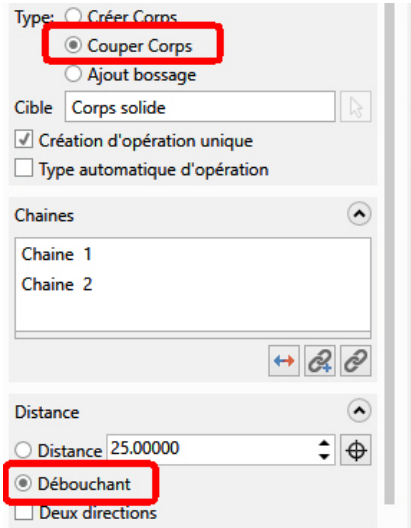 Type: Créer Corps
Couper Corps
Ajout bossage
Cible Corps solide
Création d'opération unique
Type automatique d'opération
Chaines
Chaine 1
Chaine 2
Distance
Distance 25.00000
Débouchant
Deux directions